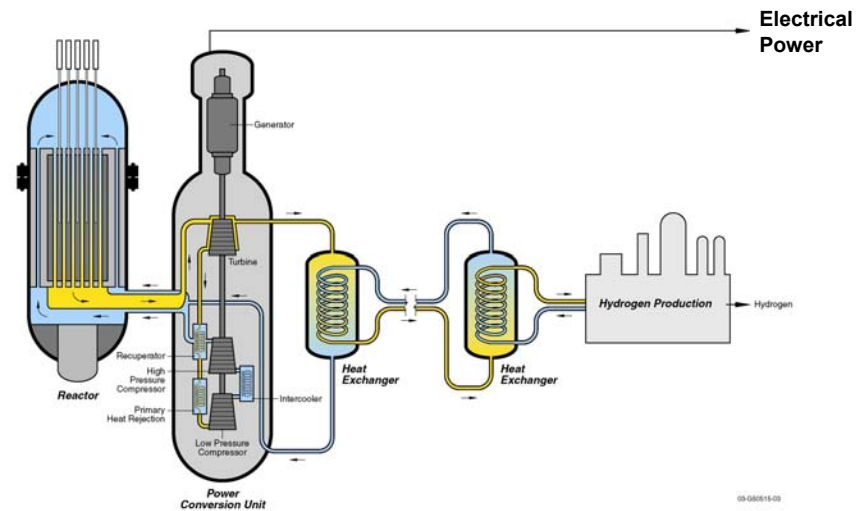 Electrical
Power
Generator
Turbine
Recuperator
High
Pressure
Compressor
Intercooler
Primary
Heat Rejection
Low Pressure
Compressor
Reactor
Power
Conversion Unit
Heat
Exchanger
Heat
Exchanger
Hydrogen Production
Hydrogen
03-GS0515-03